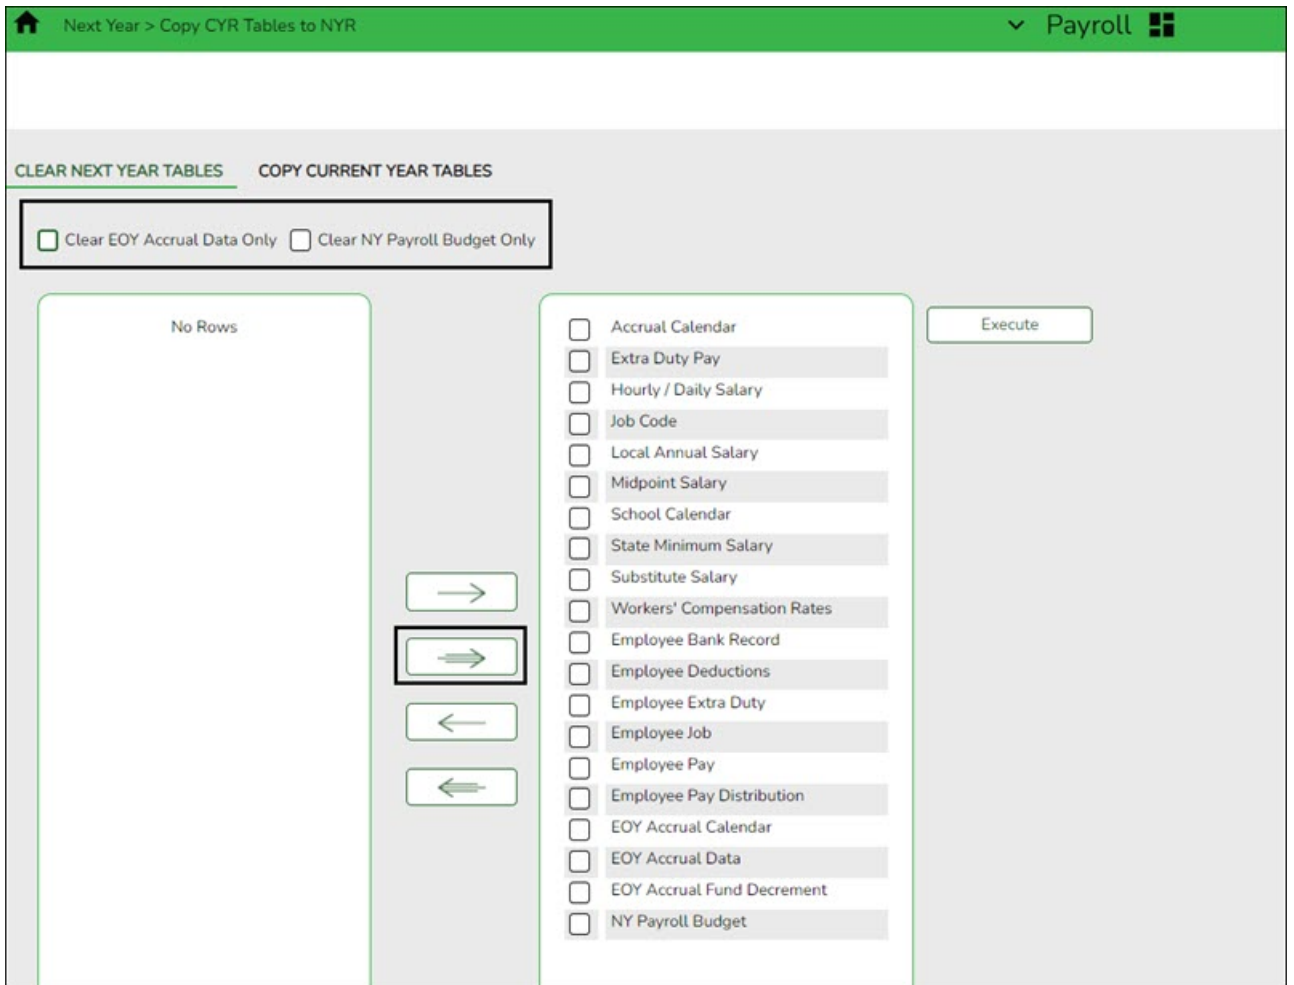 Next Year > Copy CYR Tables to NYR
Payroll
CLEAR NEXT YEAR TABLES COPY CURRENT YEAR TABLES
Clear EOY Accrual Data Only Clear NY Payroll Budget Only
No Rows
Accrual Calendar
Extra Duty Pay
Hourly / Daily Salary
Job Code
Local Annual Salary
Midpoint Salary
School Calendar
State Minimum Salary
Substitute Salary
Workers' Compensation Rates
Employee Bank Record
Employee Deductions
Employee Extra Duty
Employee Job
Employee Pay
Employee Pay Distribution
EOY Accrual Calendar
EOY Accrual Data
EOY Accrual Fund Decrement
NY Payroll Budget
Execute